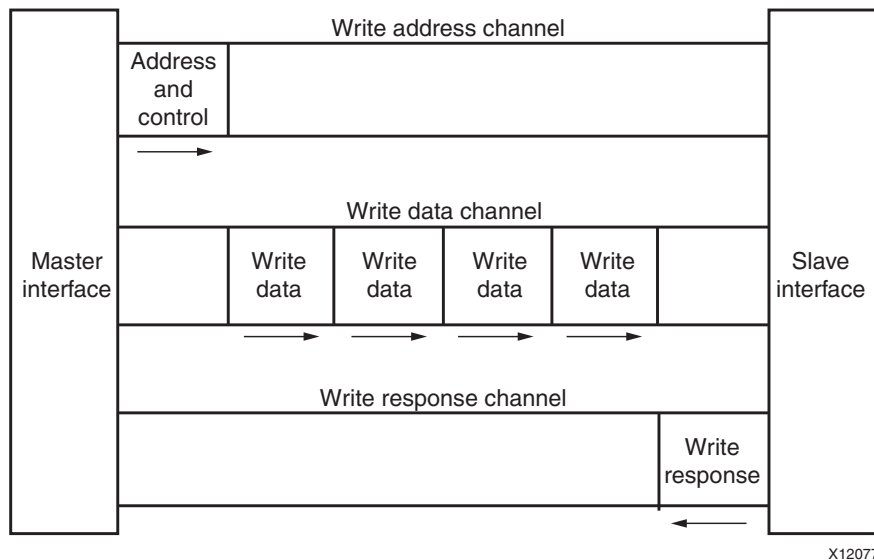 Write address channel
Address
and
control
Write data channel
Master
interface
Write
data
Write
data
Write
data
Write
data
Slave
interface
Write response channel
Write
response
X12077